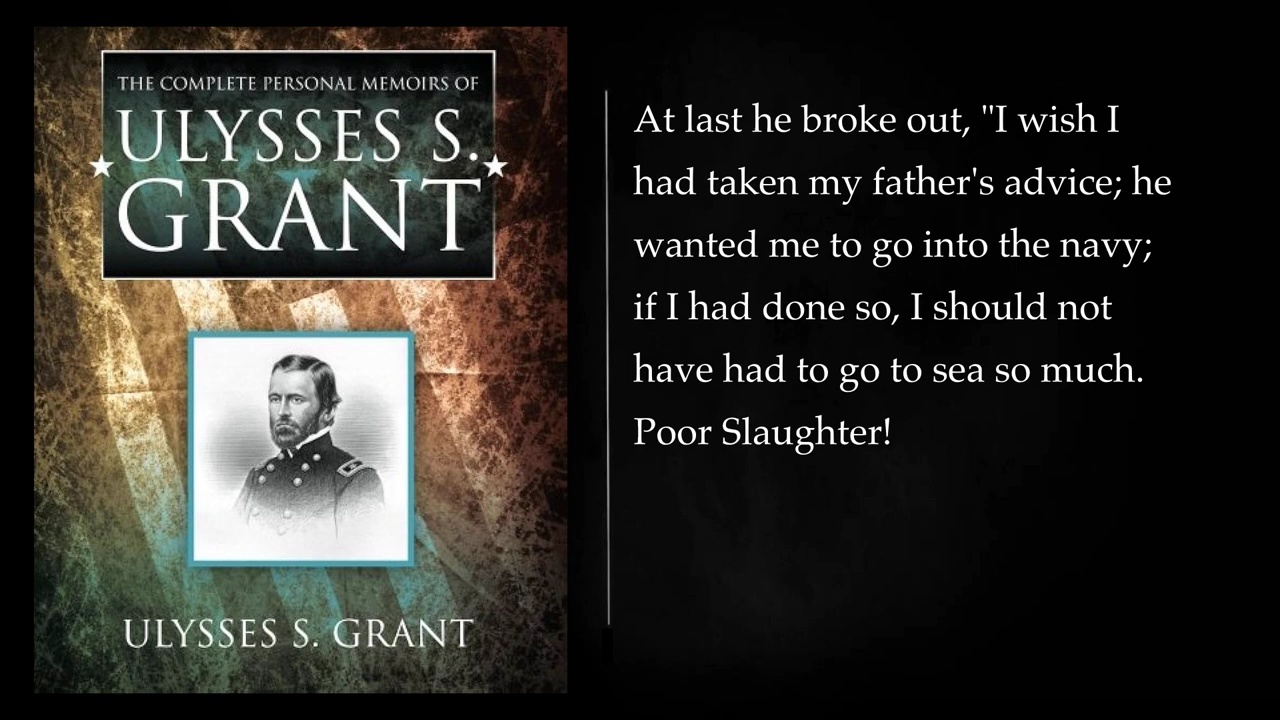 THE COMPLETE PERSONAL MEMOIRS OF
ULYSSES S.
GRANT
ULYSSES S. GRANT
At last he broke out, "I wish I
had taken my father's advice; he
wanted me to go into the navy;
if I had done so, I should not
have had to go to sea so much.
Poor Slaughter!